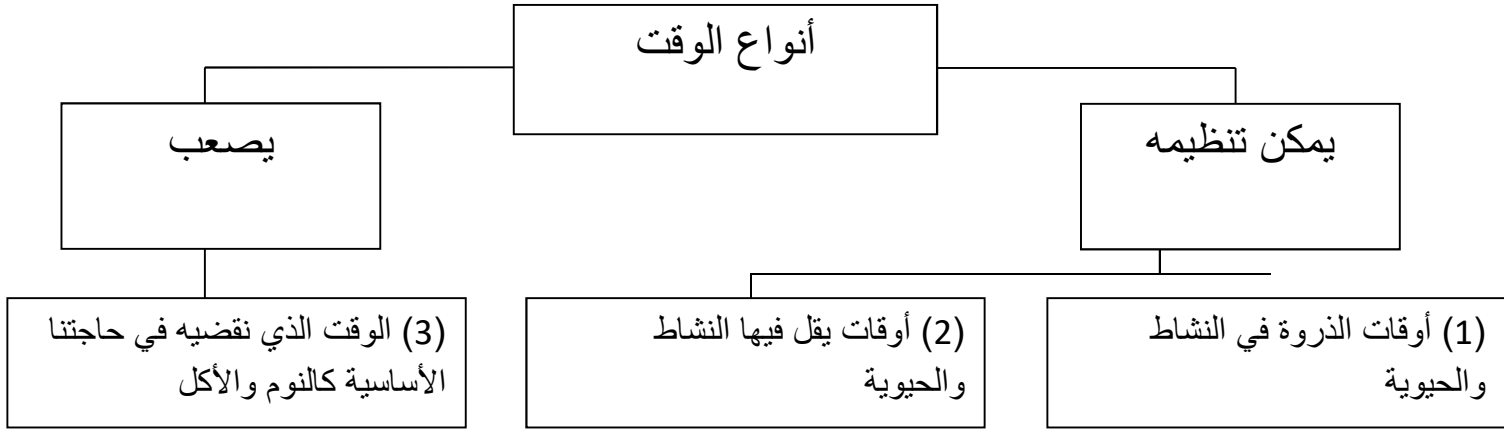 أنواع الوقت
يمكن تنظيمه
يصعب
(1) أوقات الذروة في النشاط
والحيوية
(2) أوقات يقل فيها النشاط
والحيوية
(3) الوقت الذي نقضيه في حاجتنا
الأساسية كالنوم والأكل